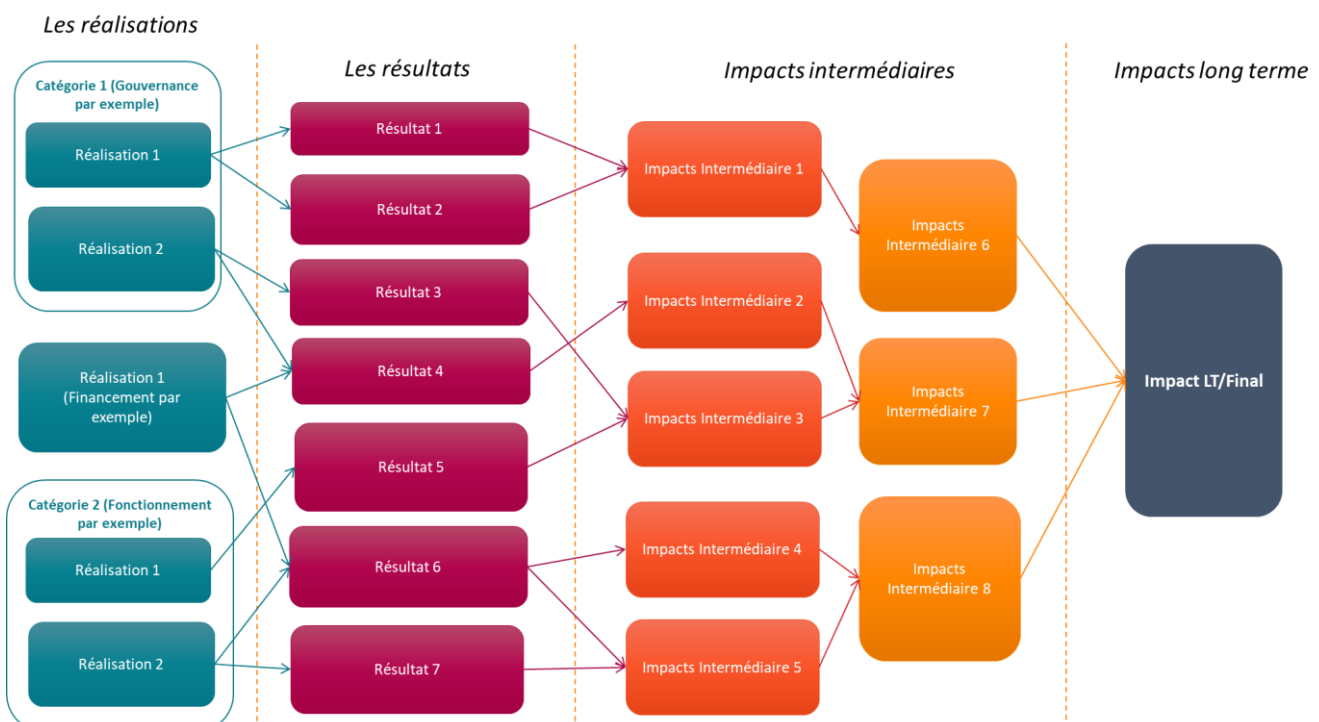 Les réalisations
Les résultats
Impacts intermédiaires
Impacts long terme
Catégorie 1 (Gouvernance
par exemple)
Réalisation 1
Réalisation 2
Réalisation 1
(Financement par
exemple)
Catégorie 2 (Fonctionnement
par exemple)
Réalisation 1
Réalisation 2
Résultat 1
Résultat 2
Résultat 3
Résultat 4
Résultat 5
Résultat 6
Résultat 7
Impacts Intermédiaire 1
Impacts Intermédiaire 2
Impacts Intermédiaire 3
Impacts Intermédiaire 4
Impacts Intermédiaire 5
Impacts
Intermédiaire 6
Impacts
Intermédiaire 7
Impacts
Intermédiaire 8
Impact LT/Final